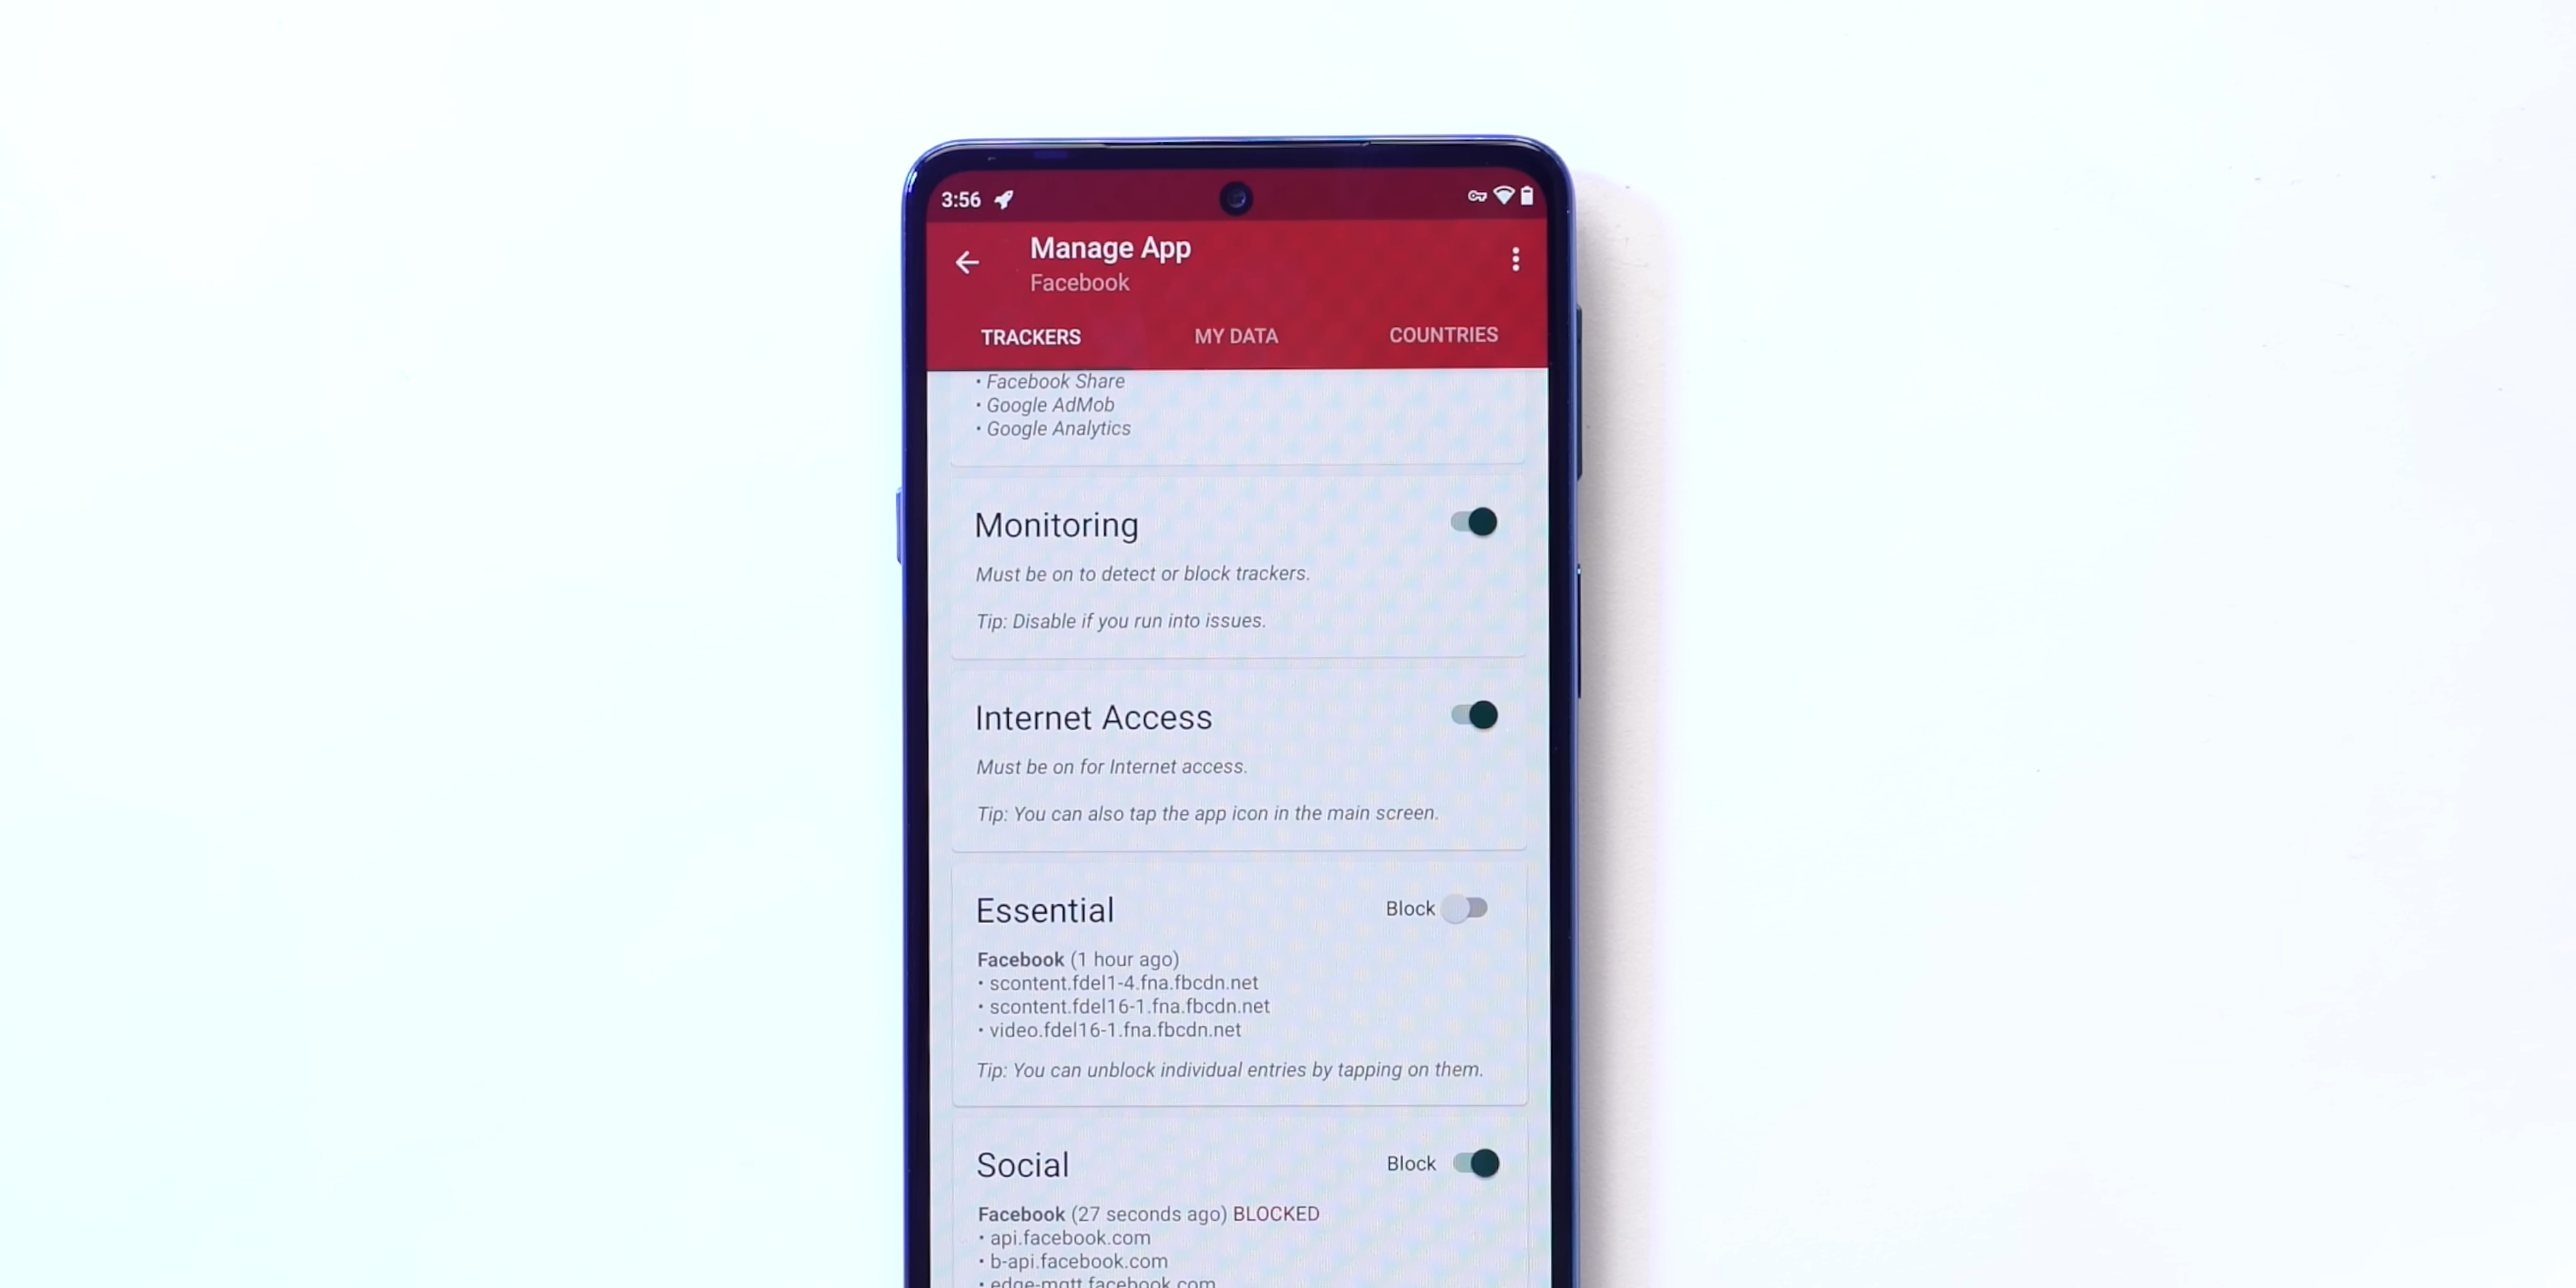 3:56
Manage App
Facebook
TRACKERS MY DATA COUNTRIES
• Facebook Share
• Google AdMob
• Google Analytics
Monitoring
Must be on to detect or block trackers.
Tip: Disable if you run into issues.
Internet Access
Must be on for Internet access.
Tip: You can also tap the app icon in the main screen.
Essential Block
Facebook (1 hour ago)
• scontent.fdel1-4.fna.fbcdn.net
• scontent.fdel16-1.fna.fbcdn.net
• video.fdel16-1.fna.fbcdn.net
Tip: You can unblock individual entries by tapping on them.
Social Block
Facebook (27 seconds ago) BLOCKED
• api.facebook.com
• b-api.facebook.com
• edge-mqtt.facebook.com